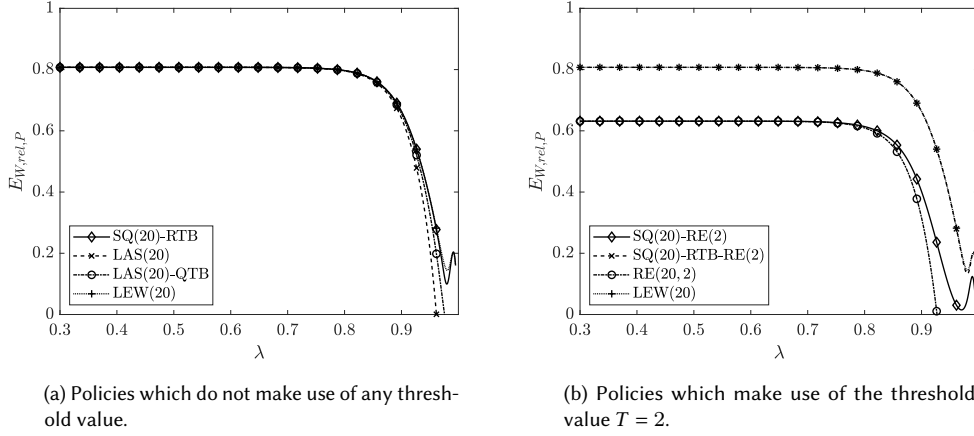 1
0.8
0.6
0.4
0.2
0
E_{W,rel,P}
SQ(20)-RTB
LAS(20)
LAS(20)-QTB
LEW(20)
0.3 0.4 0.5 0.6 0.7 0.8 0.9
λ
(a) Policies which do not make use of any thresh-
old value.
1
0.8
0.6
0.4
0.2
0
E_{W,rel,P}
SQ(20)-RE(2)
SQ(20)-RTB-RE(2)
RE(20, 2)
LEW(20)
0.3 0.4 0.5 0.6 0.7 0.8 0.9
λ
(b) Policies which make use of the threshold
value T = 2.